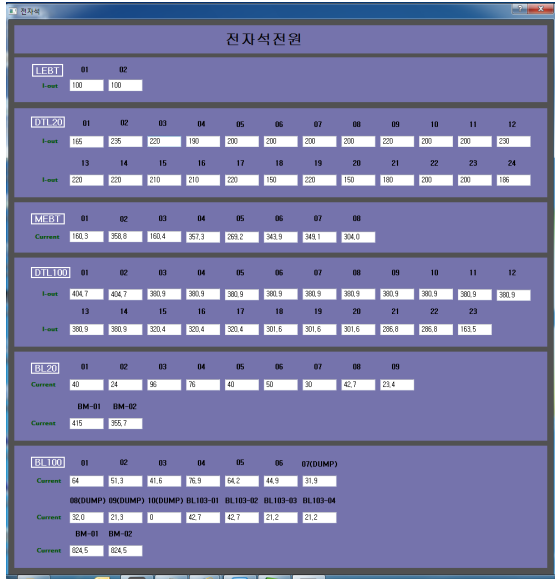 전자석
전자석전원
LEBT 01 02
I-out 100 100
DTL20 01 02 03 04 05 06 07 08 09 10 11 12
I-out 165 235 220 190 200 200 200 200 220 200 200 230
13 14 15 16 17 18 19 20 21 22 23 24
I-out 220 220 210 210 220 150 220 150 180 200 200 186
MEBT 01 02 03 04 05 06 07 08
Current 160,3 358,8 160,4 357,3 269,2 343,9 349,1 304,0
DTL100 01 02 03 04 05 06 07 08 09 10 11 12
I-out 404,7 404,7 380,9 380,9 380,9 380,9 380,9 380,9 380,9 380,9 380,9 380,9
13 14 15 16 17 18 19 20 21 22 23
I-out 380,9 380,9 320,4 320,4 320,4 301,6 301,6 301,6 286,8 286,8 163,5
BL20 01 02 03 04 05 06 07 08 09
Current 40 24 96 76 40 50 30 42,7 23,4
BM-01 BM-02
Current 415 355,7
BL100 01 02 03 04 05 06 07(DUMP)
Current 64 51,3 41,6 76,9 64,2 44,9 31,9
08(DUMP) 09(DUMP) 10(DUMP) BL103-01 BL103-02 BL103-03 BL103-04
Current 32,0 21,3 0 42,7 42,7 21,2 21,2
BM-01 BM-02
Current 824,5 824,5